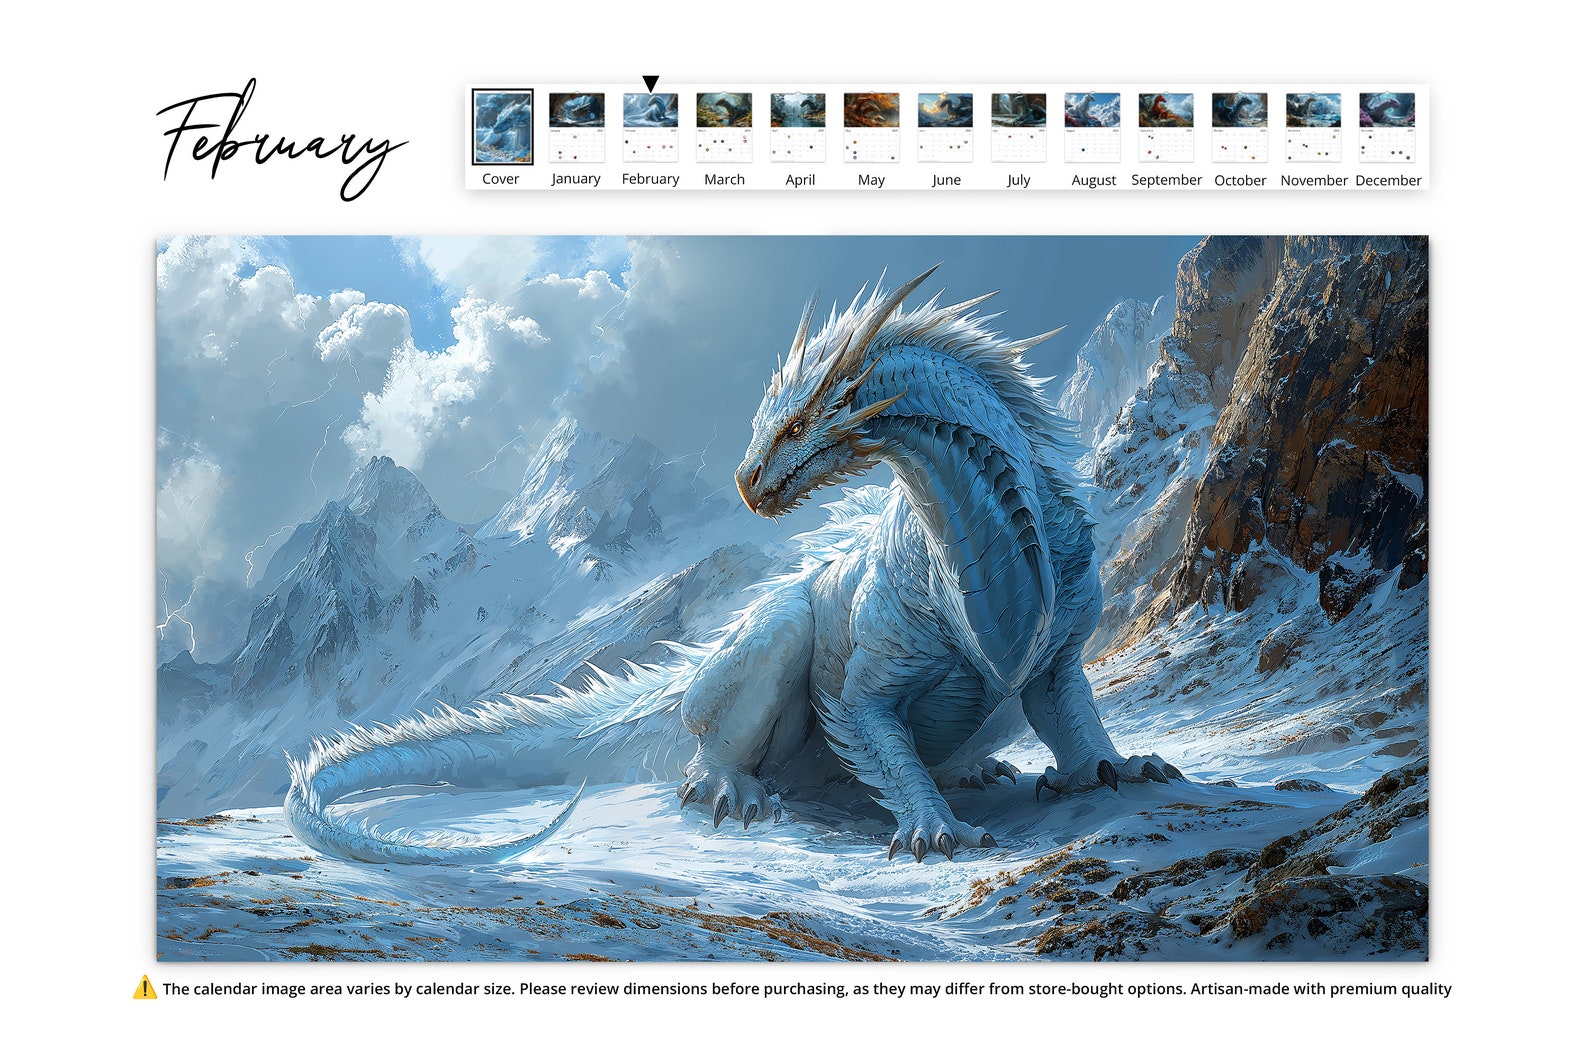 February
Cover January February March April May June July August September October November December
The calendar image area varies by calendar size. Please review dimensions before purchasing, as they may differ from store-bought options. Artisan-made with premium quality